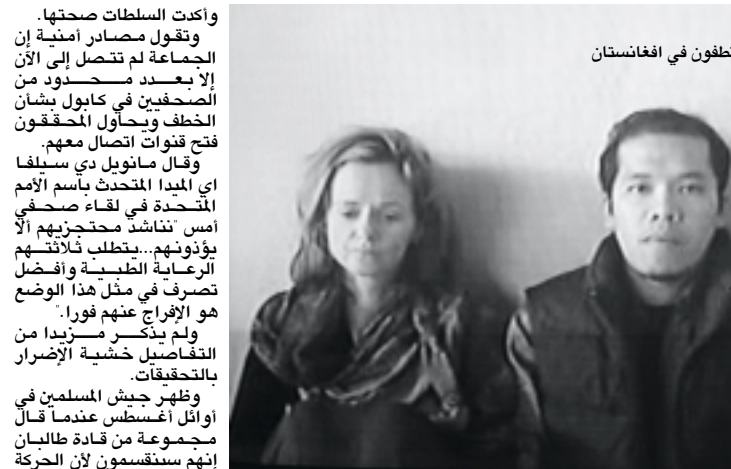 تطفون في افغانستان
وأكدت السلطات صحتها.
وتقول مصادر أمنية إن
الجماعة لم تتصل إلى الآن
إلا بعدد محدود من
الصحفيين في كابول بشأن
الخطف ويحاول المحققون
فتح قنوات اتصال معهم.
وقال مانويل دي سيلفا
اي الميدا المتحدث باسم الأمم
المتحدة في لقاء صحفي
أمس "نناشد محتجزيهم ألا
يؤذونهم...يتطلب ثلاثتهم
الرعاية الطبية وأفضل
تصرف في مثل هذا الوضع
هو الإفراج عنهم فورا."
ولم يذكر مزيدا من
التفاصيل خشية الإضرار
بالتحقيقات.
وظهر جيش المسلمين في
أوائل أغسطس عندما قال
مجموعة من قادة طالبان
إنهم سينقسمون لأن الحركة